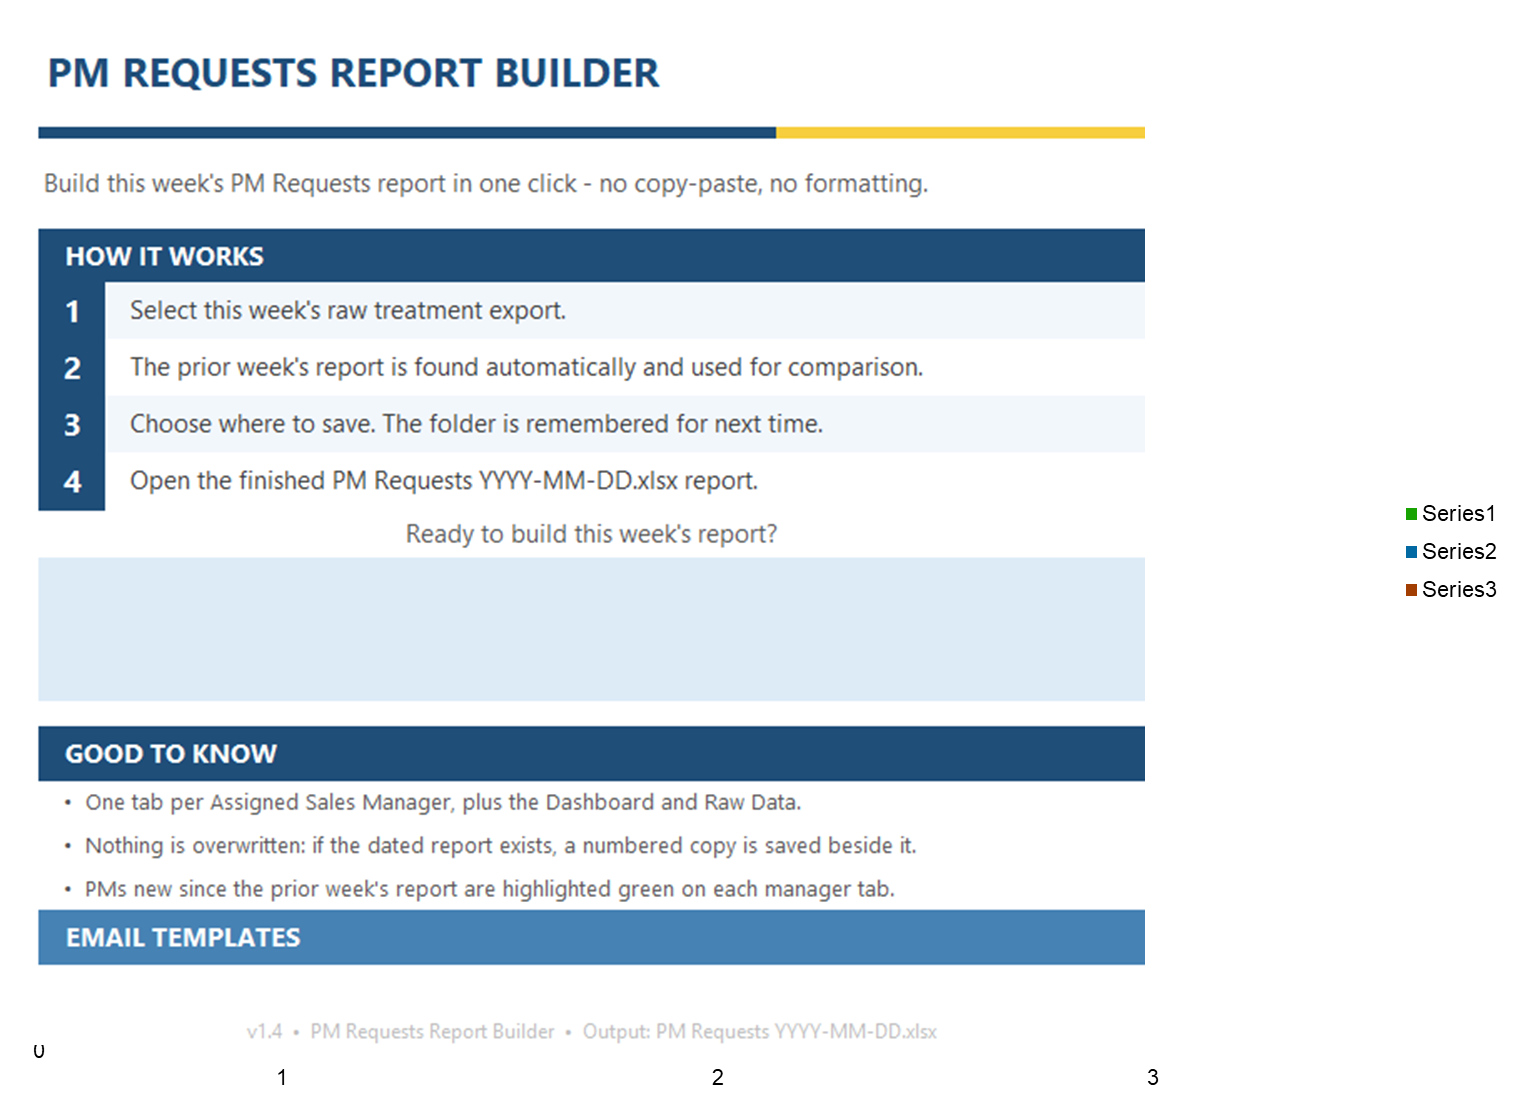 PM REQUESTS REPORT BUILDER
Build this week's PM Requests report in one click - no copy-paste, no formatting.
HOW IT WORKS
1 Select this week's raw treatment export.
2 The prior week's report is found automatically and used for comparison.
3 Choose where to save. The folder is remembered for next time.
4 Open the finished PM Requests YYYY-MM-DD.xlsx report.
Ready to build this week's report?
Series1
Series2
Series3
GOOD TO KNOW
• One tab per Assigned Sales Manager, plus the Dashboard and Raw Data.
• Nothing is overwritten: if the dated report exists, a numbered copy is saved beside it.
• PMs new since the prior week's report are highlighted green on each manager tab.
EMAIL TEMPLATES
v1.4 • PM Requests Report Builder • Output: PM Requests YYYY-MM-DD.xlsx
0
1 2 3